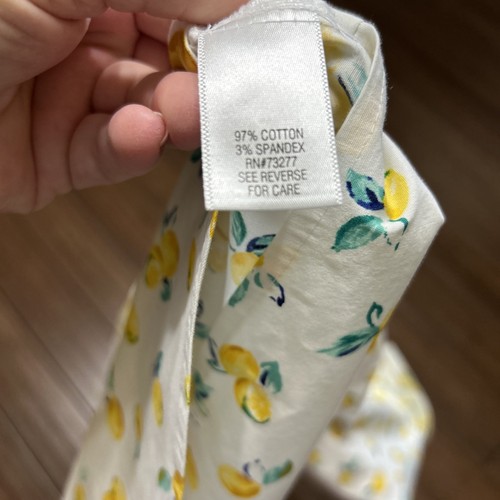 97% COTTON
3% SPANDEX
RN#73277
SEE REVERSE
FOR CARE